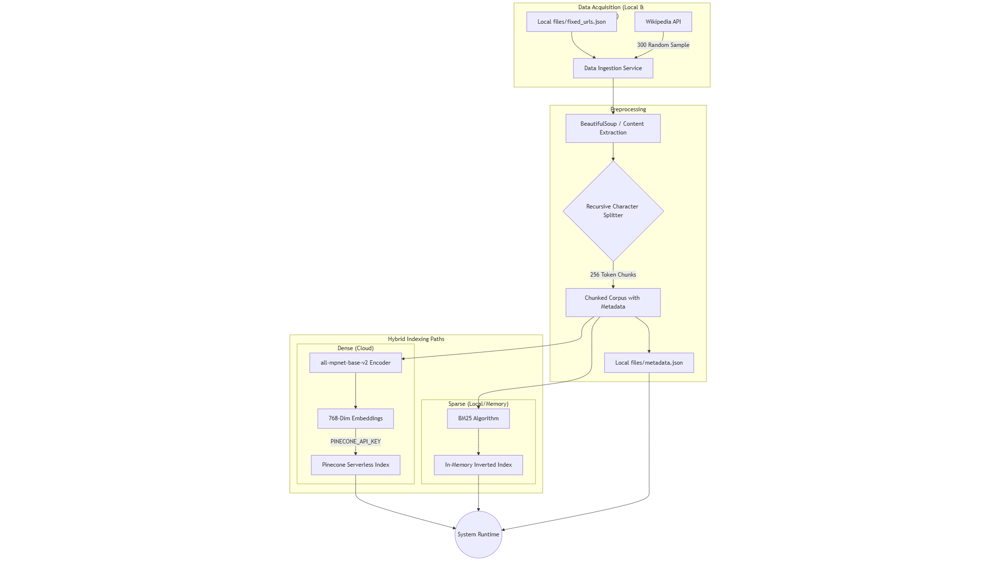 Data Acquisition (Local &
)
Local files/fixed_urls.json
Wikipedia API
300 Random Sample
Data Ingestion Service
Preprocessing
BeautifulSoup / Content
Extraction
Recursive Character
Splitter
256 Token Chunks
Chunked Corpus with
Metadata
Hybrid Indexing Paths
Dense (Cloud)
all-mpnet-base-v2 Encoder
Local files/metadata.json
Sparse (Local/Memory)
768-Dim Embeddings
BM25 Algorithm
PINECONE_API_KEY
Pinecone Serverless Index
In-Memory Inverted Index
System Runtime